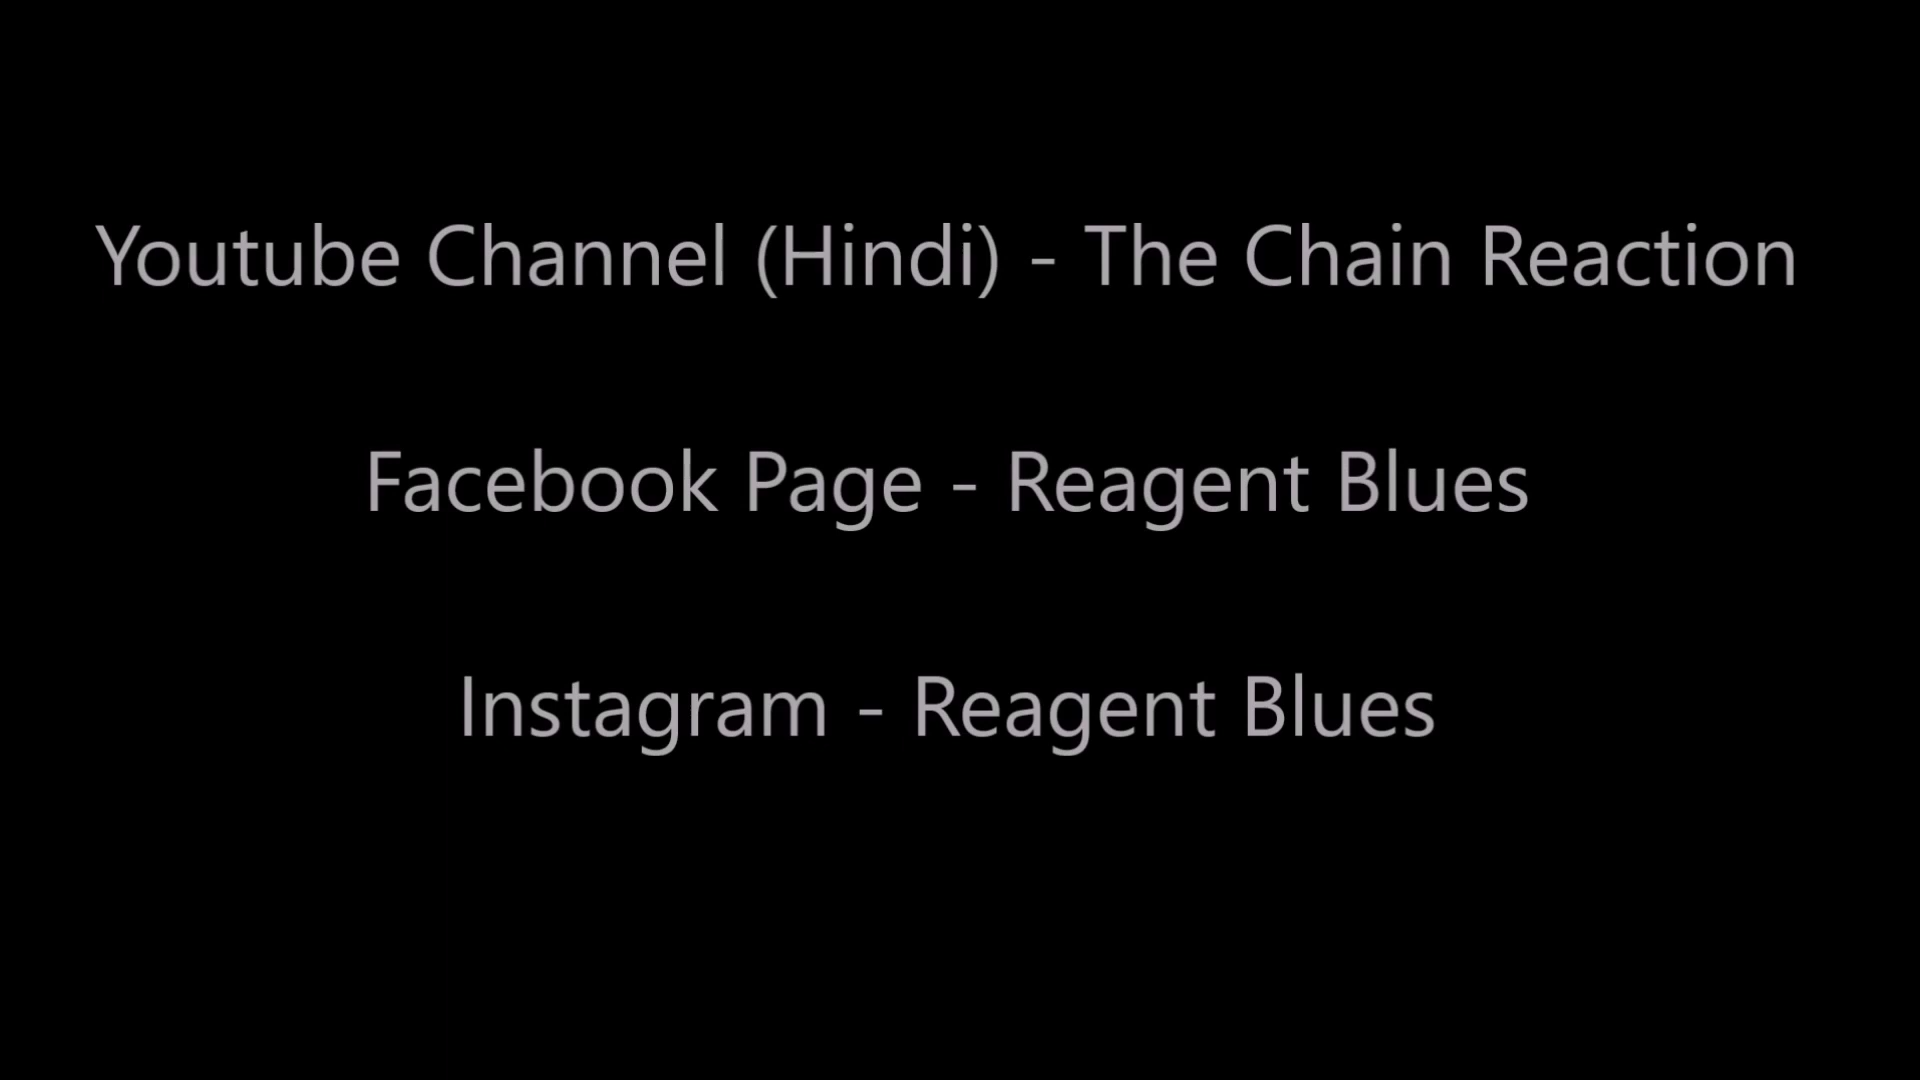 Youtube Channel (Hindi) - The Chain Reaction
Facebook Page - Reagent Blues
Instagram - Reagent Blues